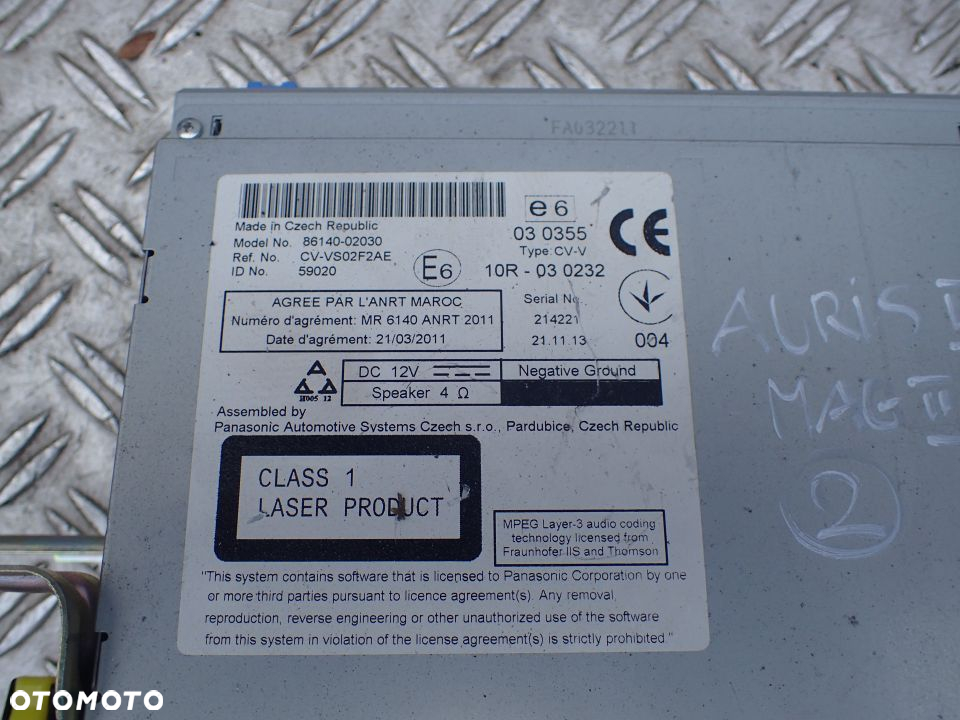 FA032211
Made in Czech Republic
Model No. 86140-02030
Ref. No. CV-VS02F2AE
ID No. 59020
E6
e6
03 0355
Type: CV-V
10R - 03 0232
CE
AGREE PAR L'ANRT MAROC
Numéro d'agrément: MR 6140 ANRT 2011
Date d'agrément: 21/03/2011
Serial No.
214221
21.11.13
004
H005 12
DC 12V
Negative Ground
Speaker 4 Ω
Assembled by
Panasonic Automotive Systems Czech s.r.o., Pardubice, Czech Republic
CLASS 1
LASER PRODUCT
MPEG Layer-3 audio coding
technology licensed from
Fraunhofer IIS and Thomson
"This system contains software that is licensed to Panasonic Corporation by one
or more third parties pursuant to licence agreement(s). Any removal,
reproduction, reverse engineering or other unauthorized use of the software
from this system in violation of the license agreement(s) is strictly prohibited."
AURIS
MAG II
2
OTOMOTO